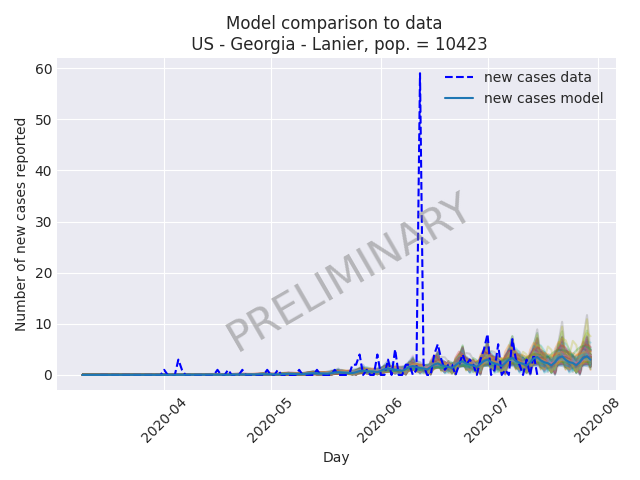 Model comparison to data
US - Georgia - Lanier, pop. = 10423
new cases data
new cases model
Number of new cases reported
60
50
40
30
20
10
0
PRELIMINARY
2020-04
2020-05
2020-06
2020-07
2020-08
Day